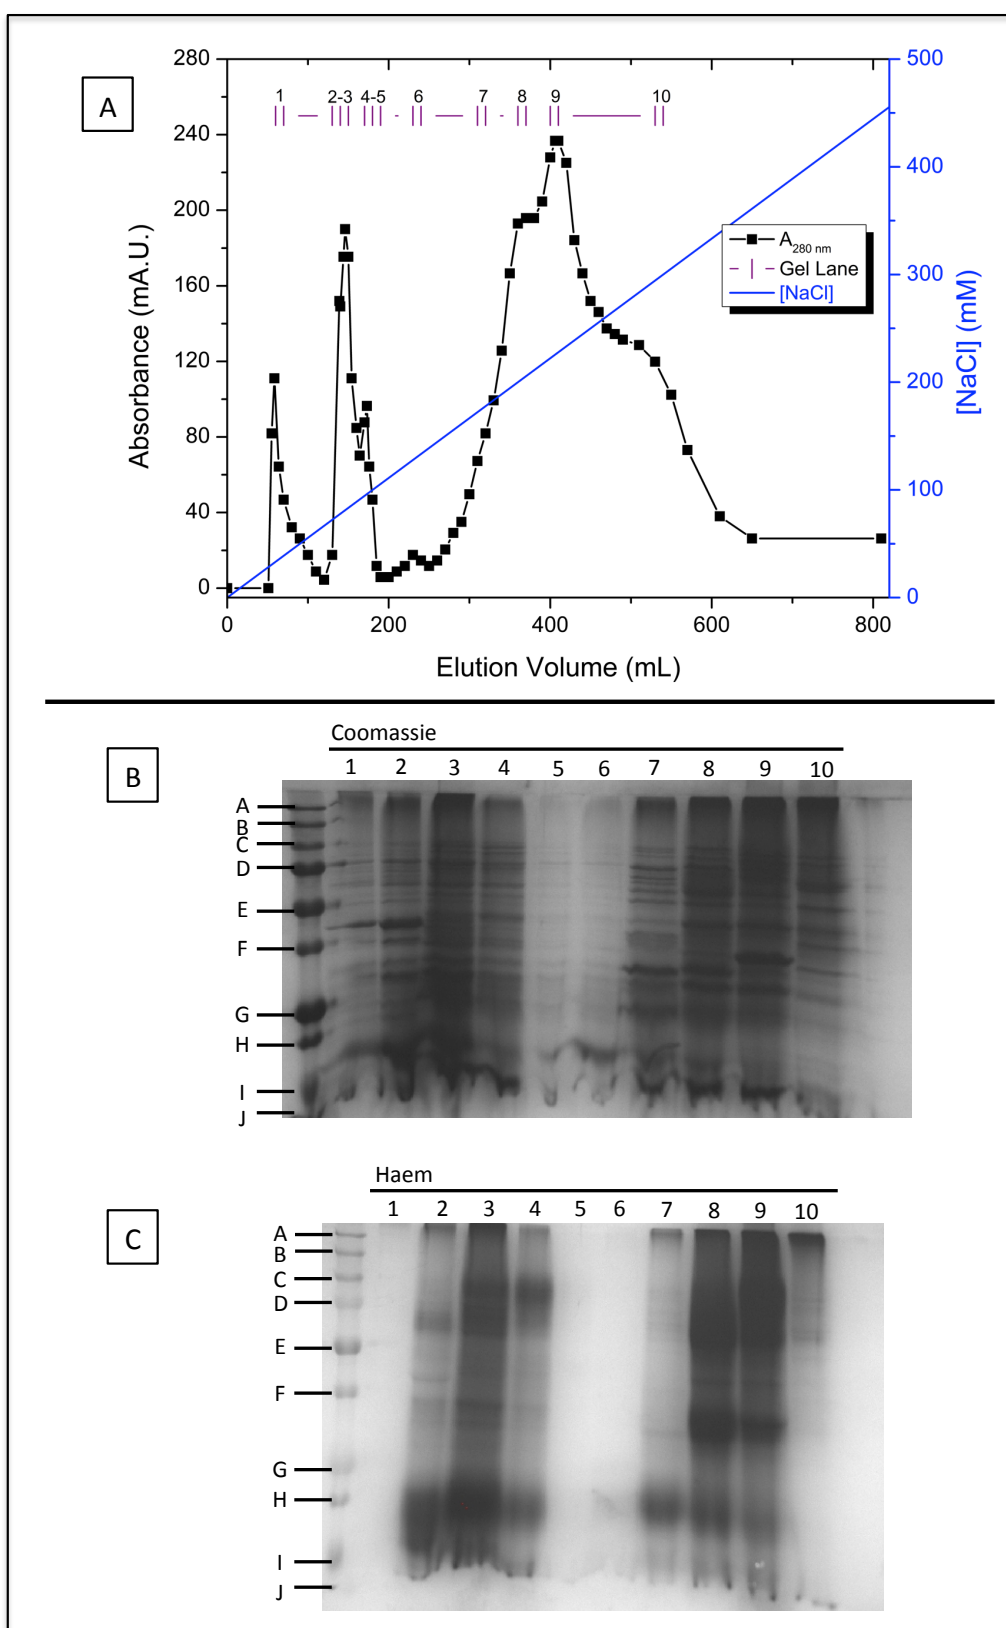 A
280
240
200
160
120
80
40
0
Absorbance (mA.U.)
1 2-3 4-5 6 7 8 9 10
A280 nm
Gel Lane
[NaCl]
500
400
300
200
100
0
[NaCl] (mM)
0 200 400 600 800
Elution Volume (mL)
B
Coomassie
1 2 3 4 5 6 7 8 9 10
A
B
C
D
E
F
G
H
I
J
C
Haem
1 2 3 4 5 6 7 8 9 10
A
B
C
D
E
F
G
H
I
J